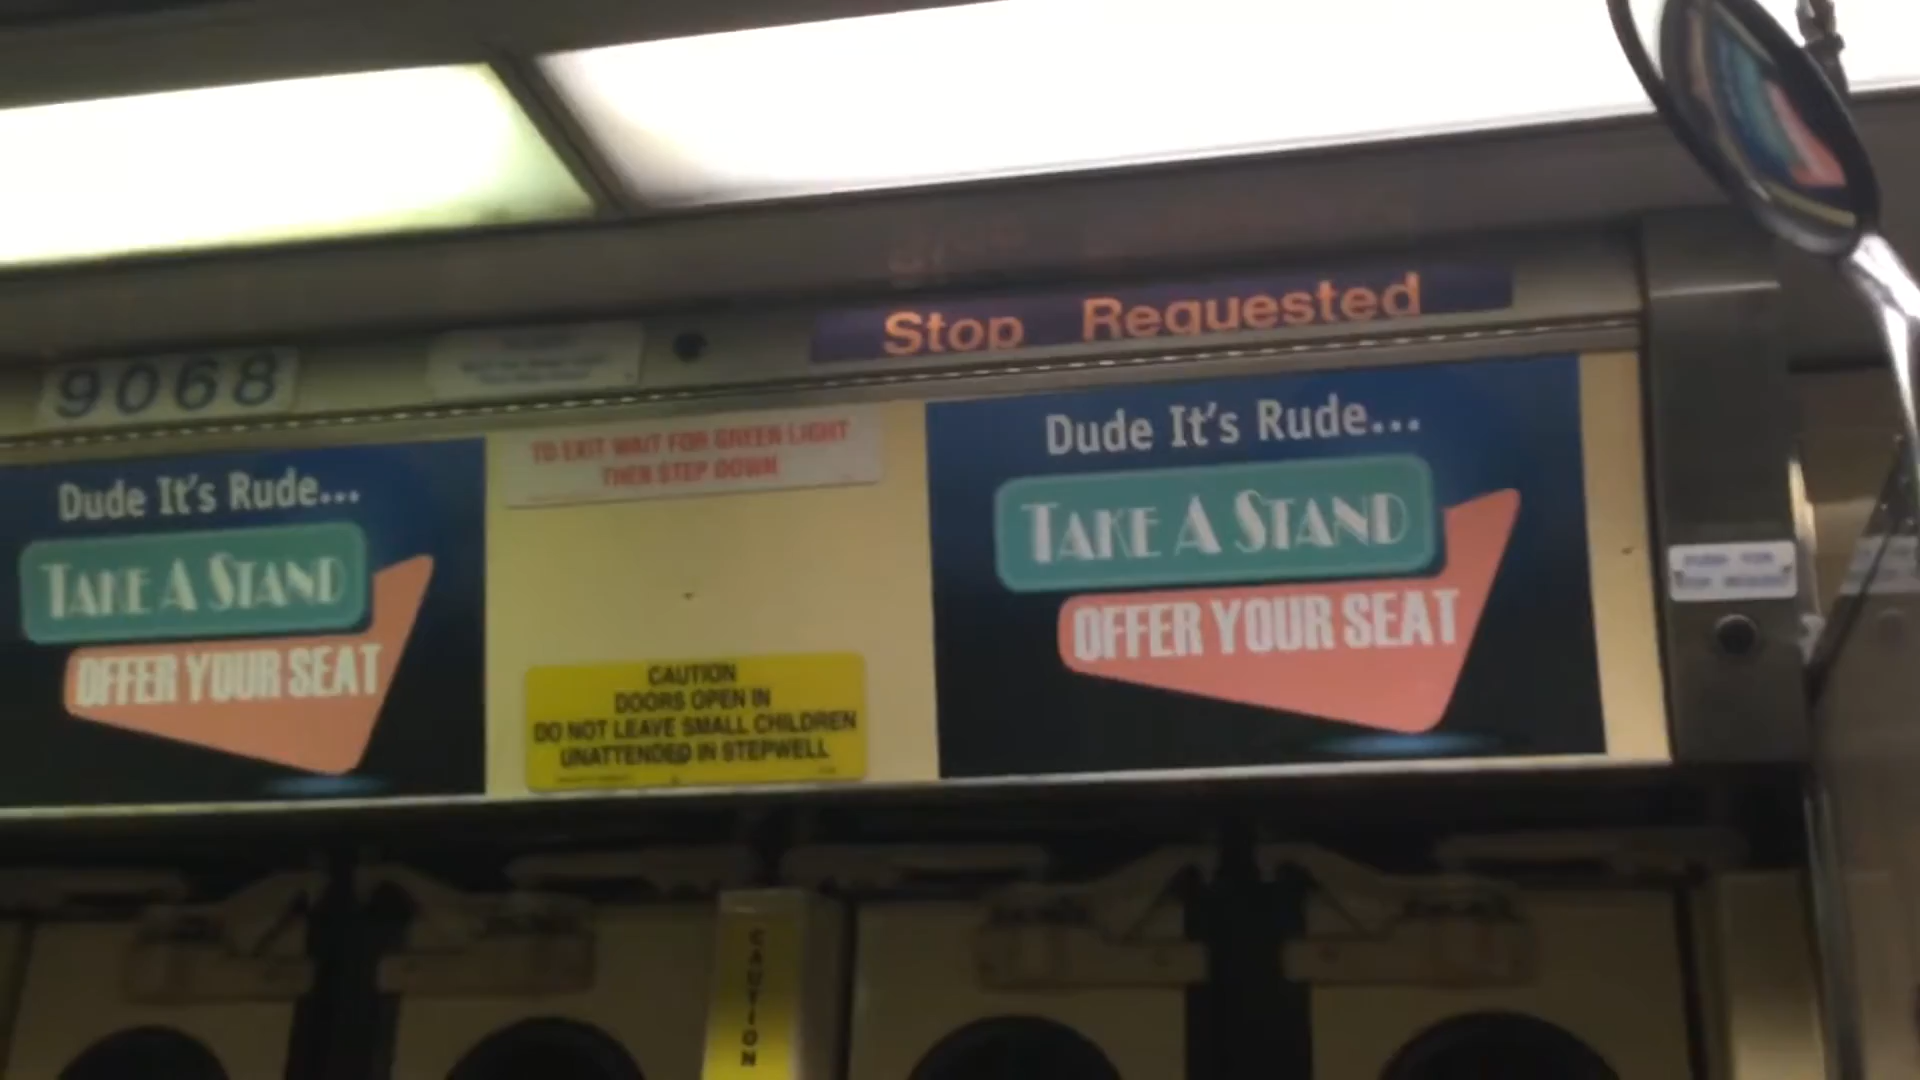 Stop Requested
9068
Dude It's Rude...
TAKE A STAND
OFFER YOUR SEAT
TO EXIT WAIT FOR GREEN LIGHT
THEN STEP DOWN
CAUTION
DOORS OPEN IN
DO NOT LEAVE SMALL CHILDREN
UNATTENDED IN STEPWELL
Dude It's Rude...
TAKE A STAND
OFFER YOUR SEAT
CAUTION